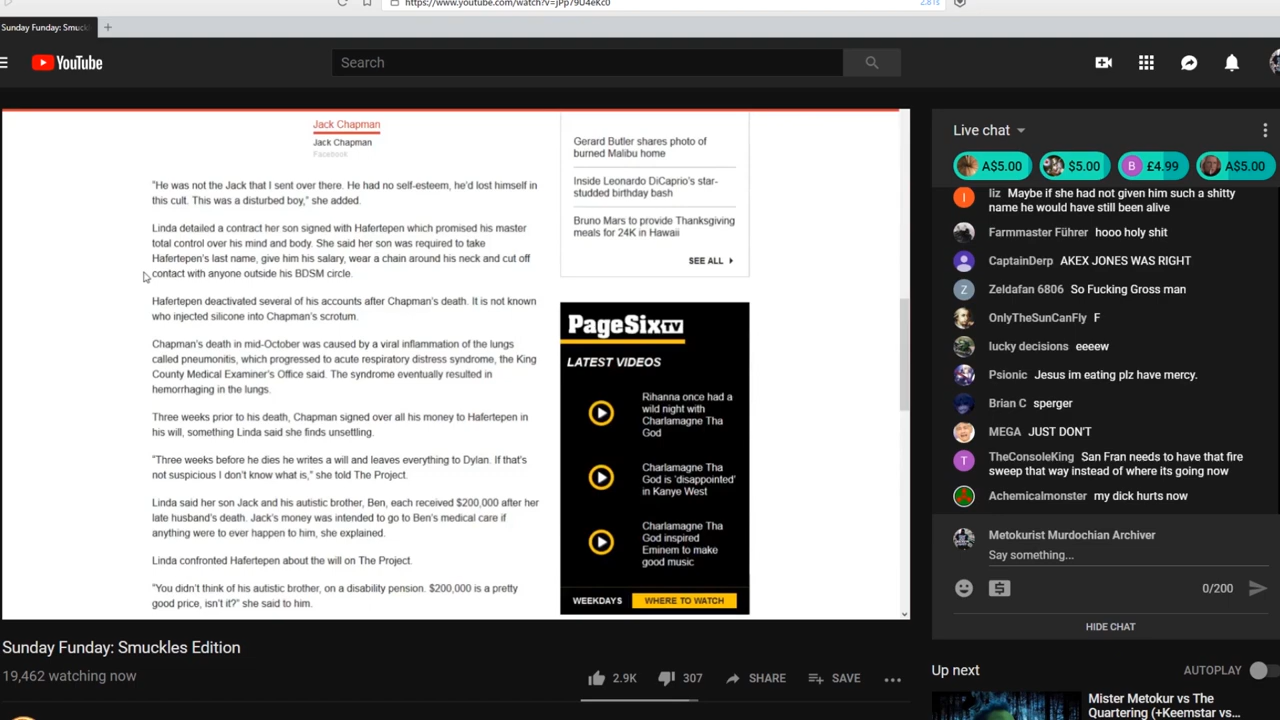 https://www.youtube.com/watch?v=jPp79U4eKc0
2.81s
Sunday Funday: Smuck
YouTube
Search
Jack Chapman
Jack Chapman
Facebook
"He was not the Jack that I sent over there. He had no self-esteem, he'd lost himself in
this cult. This was a disturbed boy," she added.
Linda detailed a contract her son signed with Hafertepen which promised his master
total control over his mind and body. She said her son was required to take
Hafertepen's last name, give him his salary, wear a chain around his neck and cut off
contact with anyone outside his BDSM circle.
Hafertepen deactivated several of his accounts after Chapman's death. It is not known
who injected silicone into Chapman's scrotum.
Chapman's death in mid-October was caused by a viral inflammation of the lungs
called pneumonitis, which progressed to acute respiratory distress syndrome, the King
County Medical Examiner's Office said. The syndrome eventually resulted in
hemorrhaging in the lungs.
Three weeks prior to his death, Chapman signed over all his money to Hafertepen in
his will, something Linda said she finds unsettling.
"Three weeks before he dies he writes a will and leaves everything to Dylan. If that's
not suspicious I don't know what is," she told The Project.
Linda said her son Jack and his autistic brother, Ben, each received $200,000 after her
late husband's death. Jack's money was intended to go to Ben's medical care if
anything were to ever happen to him, she explained.
Linda confronted Hafertepen about the will on The Project.
"You didn't think of his autistic brother, on a disability pension. $200,000 is a pretty
good price, isn't it?" she said to him.
Gerard Butler shares photo of
burned Malibu home
Inside Leonardo DiCaprio's star-
studded birthday bash
Bruno Mars to provide Thanksgiving
meals for 24K in Hawaii
SEE ALL
PageSixTV
LATEST VIDEOS
Rihanna once had a
wild night with
Charlamagne Tha
God
Charlamagne Tha
God is 'disappointed'
in Kanye West
Charlamagne Tha
God inspired
Eminem to make
good music
WEEKDAYS WHERE TO WATCH
Sunday Funday: Smuckles Edition
19,462 watching now
2.9K 307 SHARE SAVE
Live chat
A$5.00 $5.00 B £4.99 A$5.00
liz Maybe if she had not given him such a shitty
name he would have still been alive
Farmmaster Führer hooo holy shit
CaptainDerp AKEX JONES WAS RIGHT
Z Zeldafan 6806 So Fucking Gross man
OnlyTheSunCanFly F
lucky decisions eeeew
Psionic Jesus im eating plz have mercy.
Brian C sperger
MEGA JUST DON'T
T TheConsoleKing San Fran needs to have that fire
sweep that way instead of where its going now
Achemicalmonster my dick hurts now
Metokurist Murdochian Archiver
Say something...
0/200
HIDE CHAT
Up next
AUTOPLAY
Mister Metokur vs The
Quartering (+Keemstar vs...